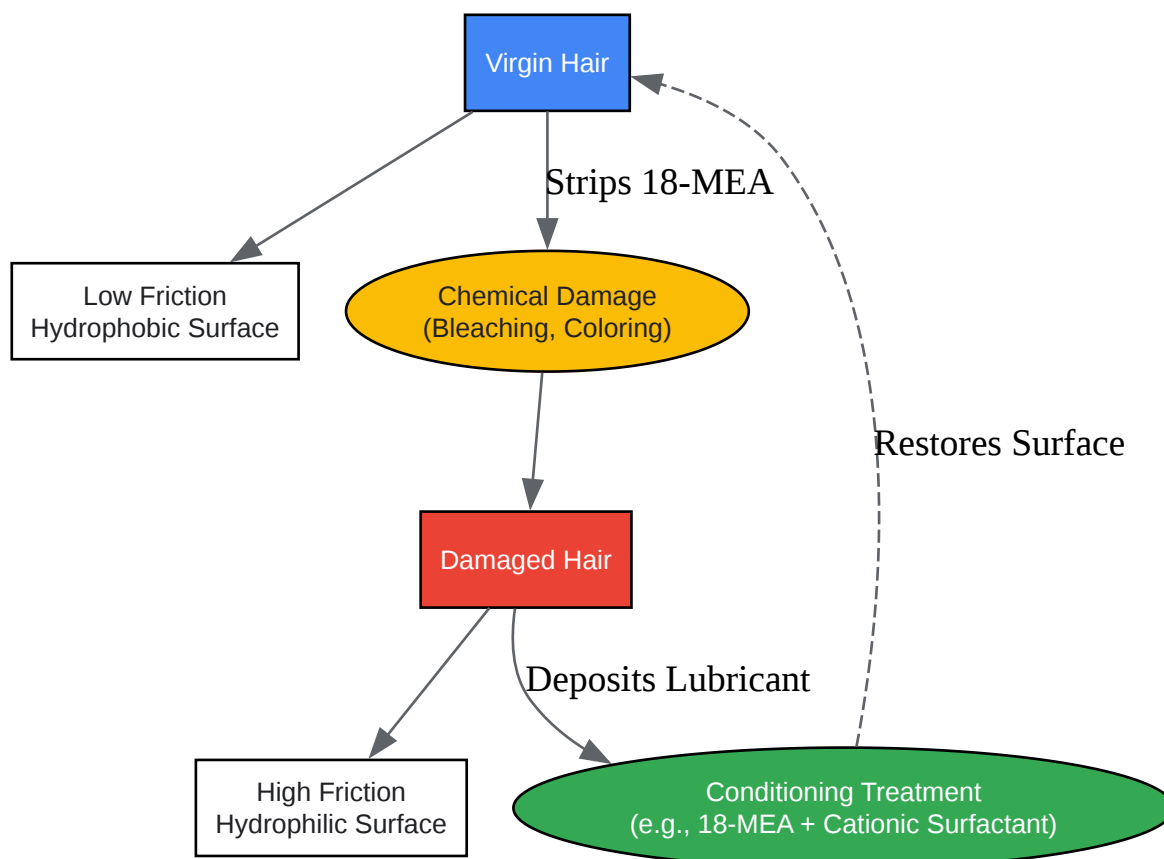 Virgin Hair
Strips 18-MEA
Low Friction
Hydrophobic Surface
Chemical Damage
(Bleaching, Coloring)
Restores Surface
Damaged Hair
Deposits Lubricant
High Friction
Hydrophilic Surface
Conditioning Treatment
(e.g., 18-MEA + Cationic Surfactant)